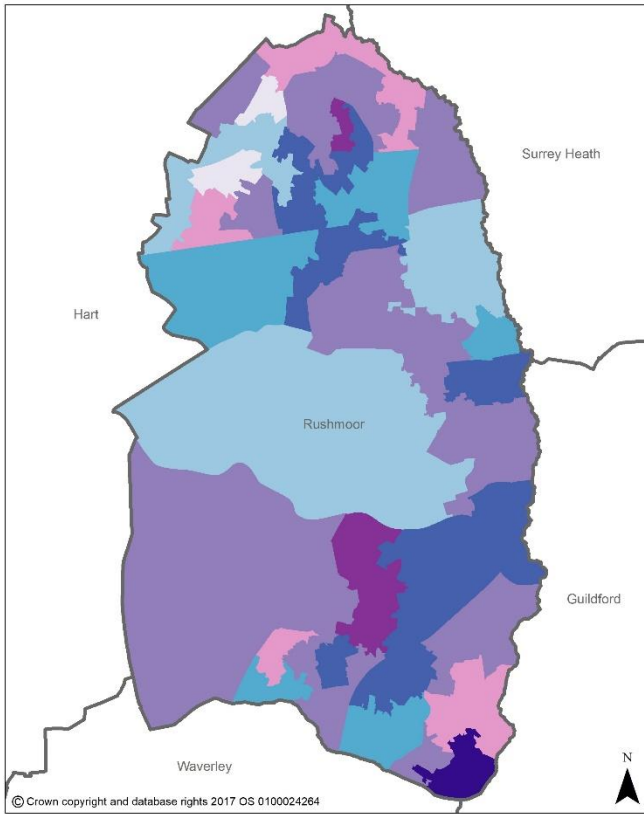 Surrey Heath
Hart
Rushmoor
Guildford
Waverley
N
© Crown copyright and database rights 2017 OS 0100024264